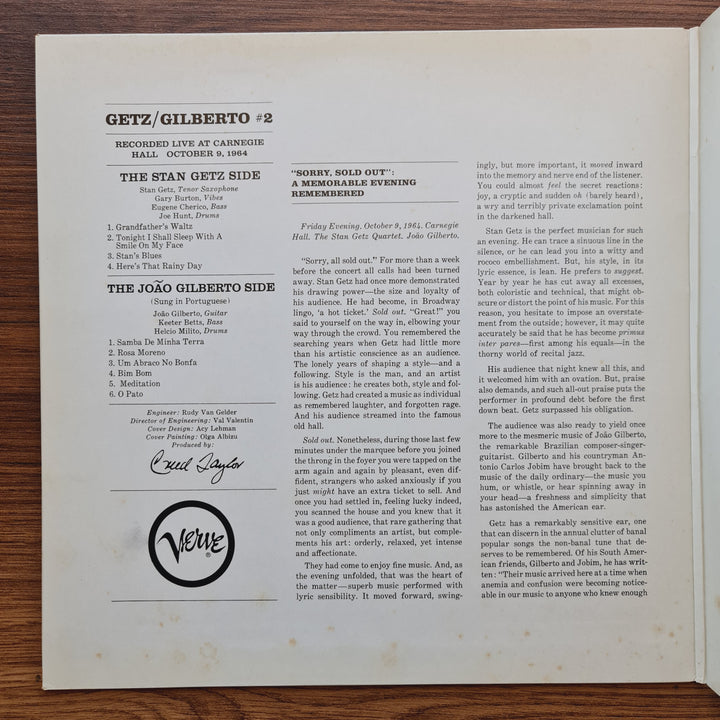 GETZ/GILBERTO #2
RECORDED LIVE AT CARNEGIE
HALL OCTOBER 9, 1964
THE STAN GETZ SIDE
Stan Getz, Tenor Saxophone
Gary Burton, Vibes
Eugene Cherico, Bass
Joe Hunt, Drums
1. Grandfather's Waltz
2. Tonight I Shall Sleep With A
Smile On My Face
3. Stan's Blues
4. Here's That Rainy Day
THE JOÃO GILBERTO SIDE
(Sung in Portuguese)
João Gilberto, Guitar
Keeter Betts, Bass
Helcio Milito, Drums
1. Samba De Minha Terra
2. Rosa Moreno
3. Um Abraco No Bonfa
4. Bim Bom
5. Meditation
6. O Pato
Engineer: Rudy Van Gelder
Director of Engineering: Val Valentin
Cover Design: Acy Lehman
Cover Painting: Olga Albizu
Produced by:
Creed Taylor
Verve
®
"SORRY, SOLD OUT":
A MEMORABLE EVENING
REMEMBERED
Friday Evening, October 9, 1964. Carnegie
Hall. The Stan Getz Quartet. João Gilberto.
"Sorry, all sold out." For more than a week
before the concert all calls had been turned
away. Stan Getz had once more demonstrated
his drawing power—the size and loyalty of
his audience. He had become, in Broadway
lingo, 'a hot ticket.' Sold out. "Great!" you
said to yourself on the way in, elbowing your
way through the crowd. You remembered the
searching years when Getz had little more
than his artistic conscience as an audience.
The lonely years of shaping a style—and a
following. Style is the man, and an artist
is his audience: he creates both, style and fol-
lowing. Getz had created a music as individual
as remembered laughter, and forgotten rage.
And his audience streamed into the famous
old hall.
Sold out. Nonetheless, during those last few
minutes under the marquee before you joined
the throng in the foyer you were tapped on the
arm again and again by pleasant, even dif-
fident, strangers who asked anxiously if you
just might have an extra ticket to sell. And
once you had settled in, feeling lucky indeed,
you scanned the house and you knew that it
was a good audience, that rare gathering that
not only compliments an artist, but comple-
ments his art: orderly, relaxed, yet intense
and affectionate.
They had come to enjoy fine music. And, as
the evening unfolded, that was the heart of
the matter—superb music performed with
lyric sensibility. It moved forward, swing-
ingly, but more important, it moved inward
into the memory and nerve end of the listener.
You could almost feel the secret reactions:
joy, a cryptic and sudden oh (barely heard),
a wry and terribly private exclamation point
in the darkened hall.
Stan Getz is the perfect musician for such
an evening. He can trace a sinuous line in the
silence, or he can lead you into a witty and
rococo embellishment. But, his style, in its
lyric essence, is lean. He prefers to suggest.
Year by year he has cut away all excesses,
both coloristic and technical, that might ob-
scure or distort the point of his music. For this
reason, you hesitate to impose an overstate-
ment from the outside; however, it may quite
accurately be said that he has become primus
inter pares—first among his equals—in the
thorny world of recital jazz.
His audience that night knew all this, and it
welcomed him with an ovation. But, praise
also demands, and such all-out praise puts the
performer in profound debt before the first
down beat. Getz surpassed his obligation.
The audience was also ready to yield once
more to the mesmeric music of João Gilberto,
the remarkable Brazilian composer-singer-
guitarist. Gilberto and his countryman An-
tonio Carlos Jobim have brought back to the
music of the daily ordinary—the music you
hum, or whistle, or hear spinning away in
your head—a freshness and simplicity that
has astonished the American ear.
Getz has a remarkably sensitive ear, one
that can discern in the annual clutter of banal
popular songs the non-banal tune that de-
serves to be remembered. Of his South Amer-
ican friends, Gilberto and Jobim, he has writ-
ten: "Their music arrived here at a time when
anemia and confusion were becoming notice-
able in our music to anyone who knew enough